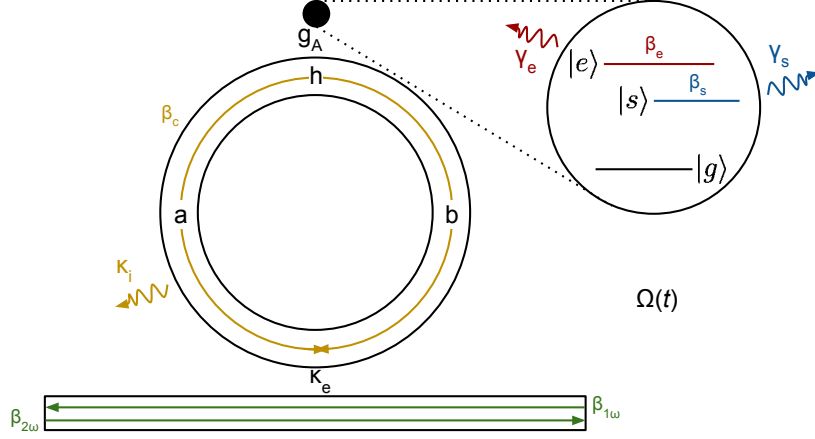 g_A
h
β_c
a
b
κ_i
κ_e
β_2ω
β_1ω
γ_e
|e⟩
β_e
|s⟩
β_s
γ_s
|g⟩
Ω(t)